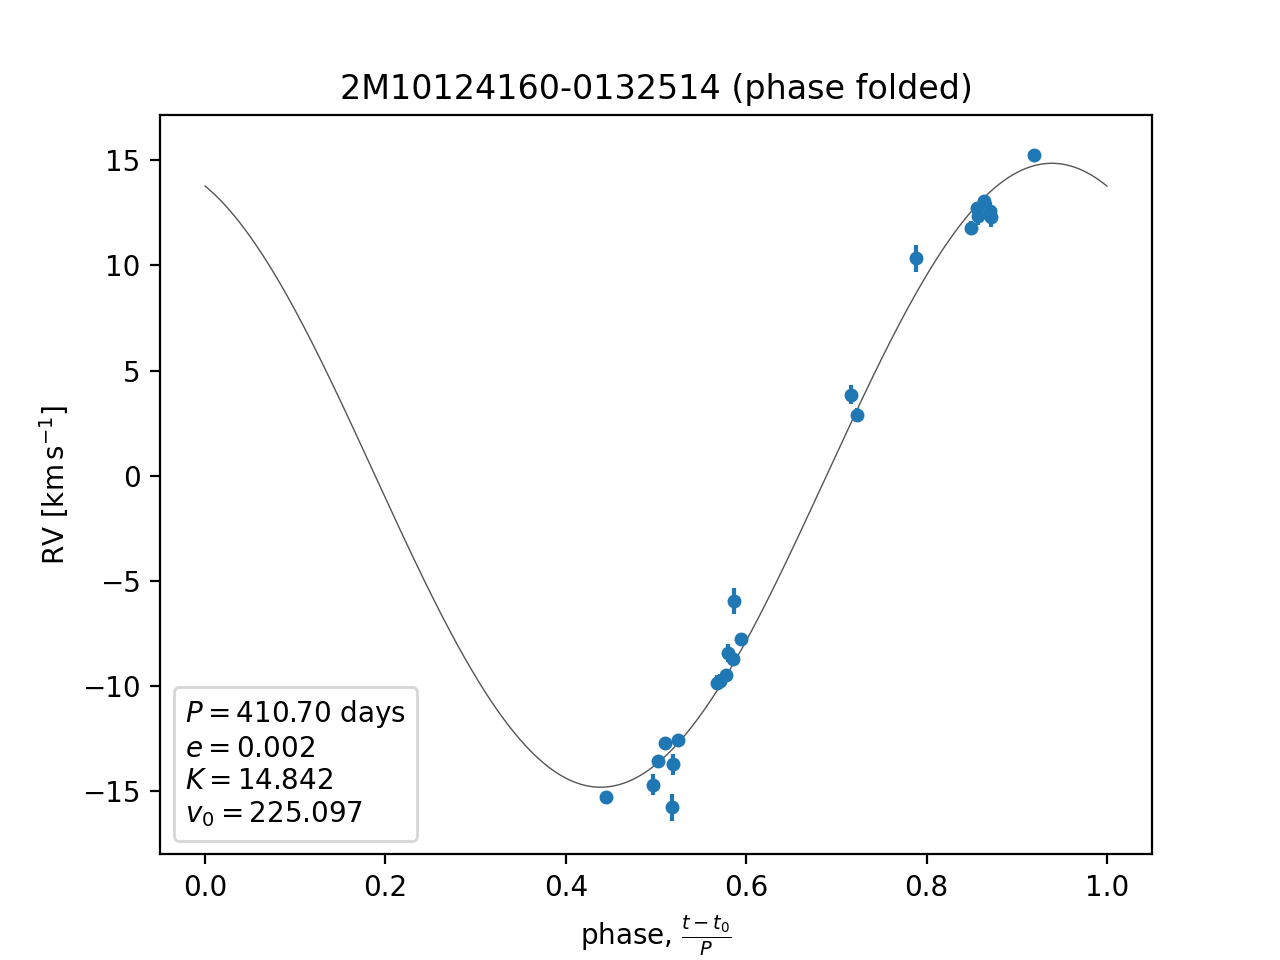 2M10124160-0132514 (phase folded)
RV [km s⁻¹]
15
10
5
0
−5
−10
−15
P = 410.70 days
e = 0.002
K = 14.842
v₀ = 225.097
0.0 0.2 0.4 0.6 0.8 1.0
phase, (t − t₀)/P